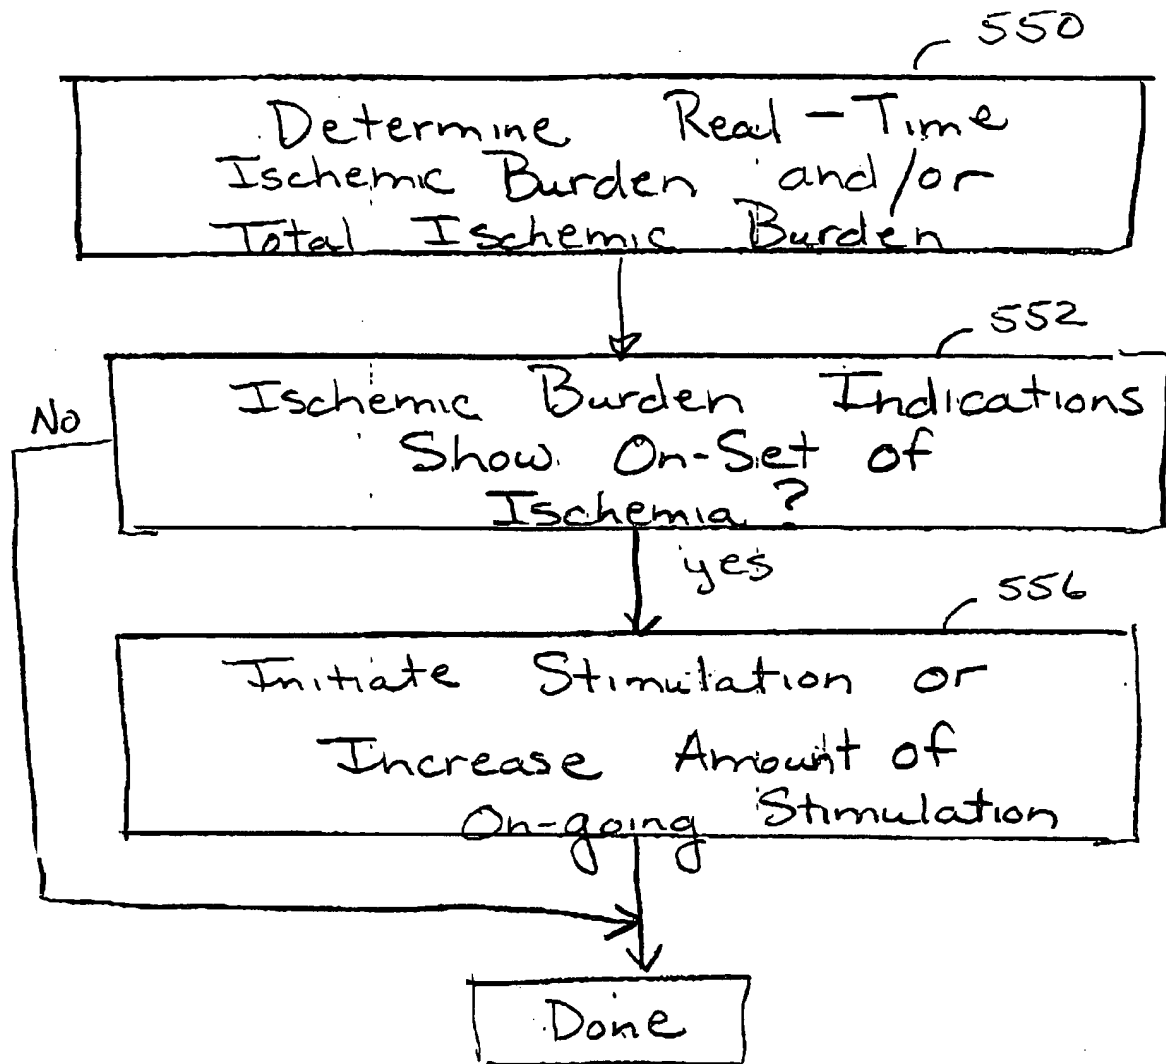 550
Determine Real-Time
Ischemic Burden and/or
Total Ischemic Burden
552
Ischemic Burden Indications
Show On-Set of
Ischemia?
No
yes
556
Initiate Stimulation or
Increase Amount of
On-going Stimulation
Done